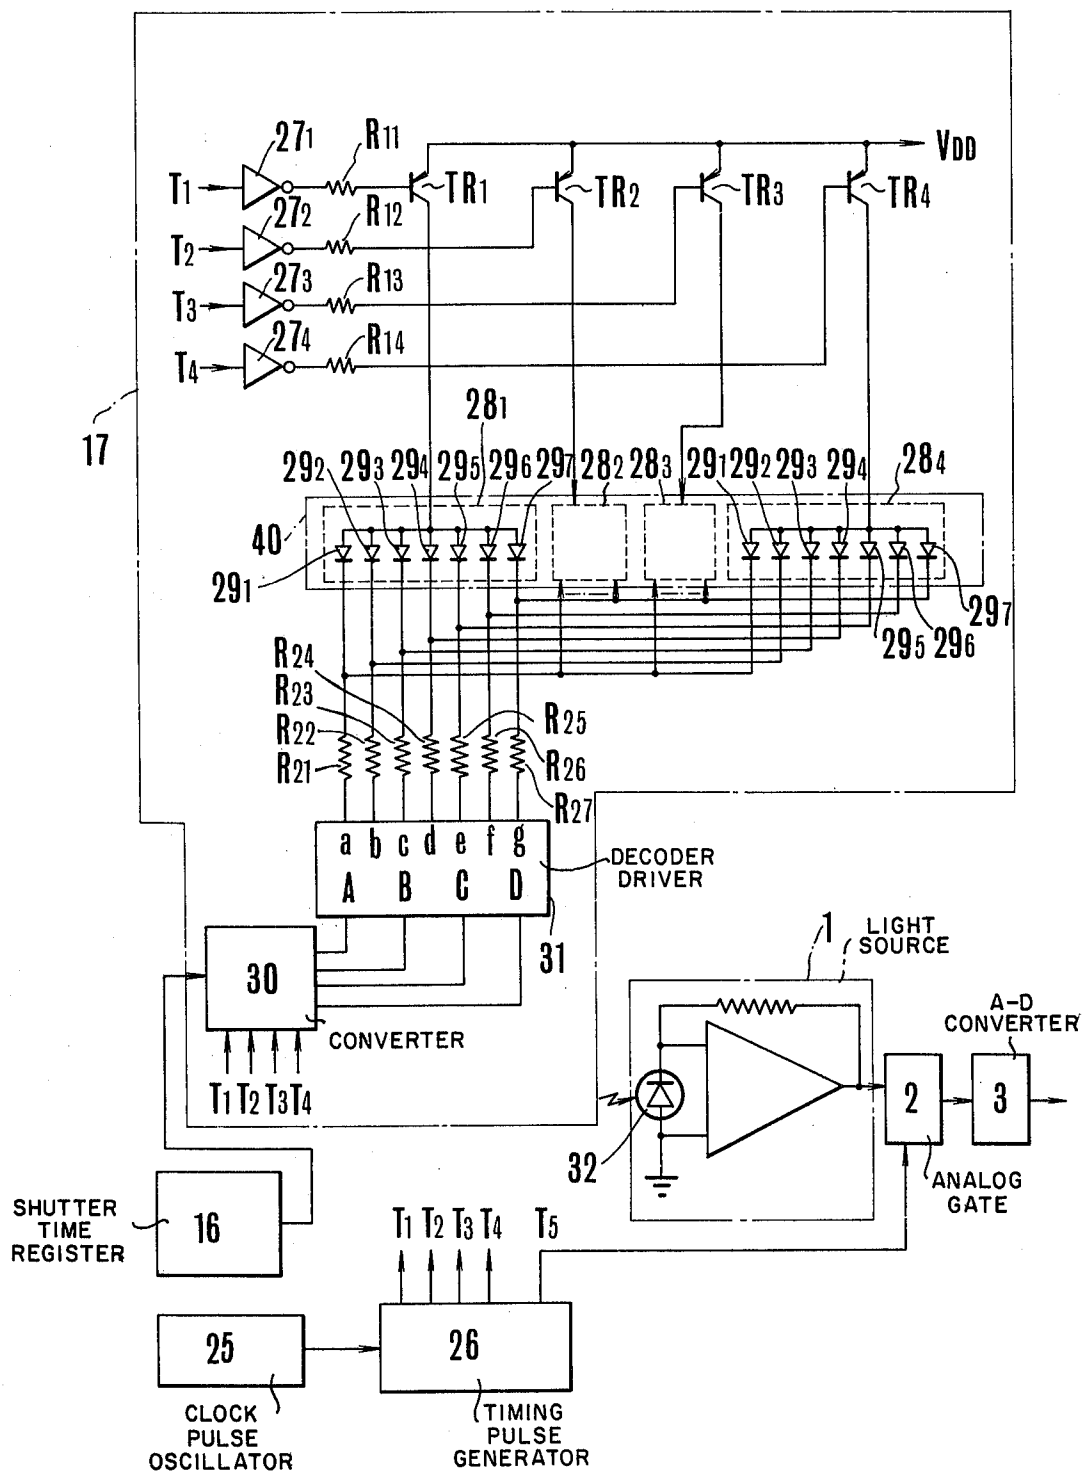 271
R11
VDD
T1
TR1
TR2
TR3
TR4
272
R12
T2
273
R13
T3
274
R14
T4
17
281
292 293 294 295 296 297 282 283 291 292 293 294 284
40
291
297
295 296
R24
R23
R22
R21
R25
R26
R27
a b c d e f g
A B C D
DECODER
DRIVER
31
30
CONVERTER
T1 T2 T3 T4
1
LIGHT
SOURCE
A-D
CONVERTER
2
3
32
ANALOG
GATE
SHUTTER
TIME
REGISTER
16
T1 T2 T3 T4 T5
25
26
CLOCK
PULSE
OSCILLATOR
TIMING
PULSE
GENERATOR